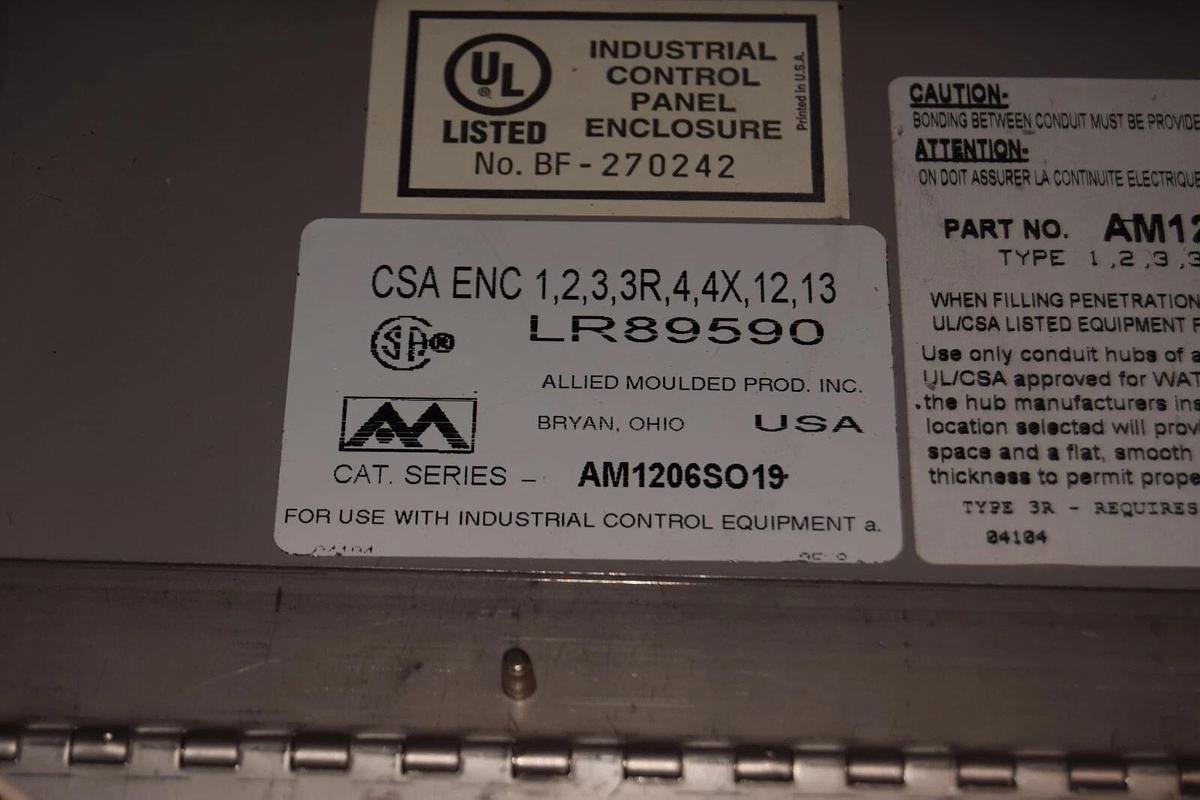 UL®
LISTED
INDUSTRIAL
CONTROL
PANEL
ENCLOSURE
No. BF-270242
Printed in U.S.A.
CSA ENC 1,2,3,3R,4,4X,12,13
LR89590
ALLIED MOULDED PROD. INC.
BRYAN, OHIO USA
CAT. SERIES - AM1206SO19
FOR USE WITH INDUSTRIAL CONTROL EQUIPMENT a.
CAUTION-
BONDING BETWEEN CONDUIT MUST BE PROVIDE
ATTENTION-
ON DOIT ASSURER LA CONTINUITE ELECTRIQUE
PART NO. AM12
TYPE 1,2,3,3
WHEN FILLING PENETRATION
UL/CSA LISTED EQUIPMENT
Use only conduit hubs of a
UL/CSA approved for WAT
the hub manufacturers ins
location selected will provi
space and a flat, smooth
thickness to permit prope
TYPE 3R - REQUIRES
04104